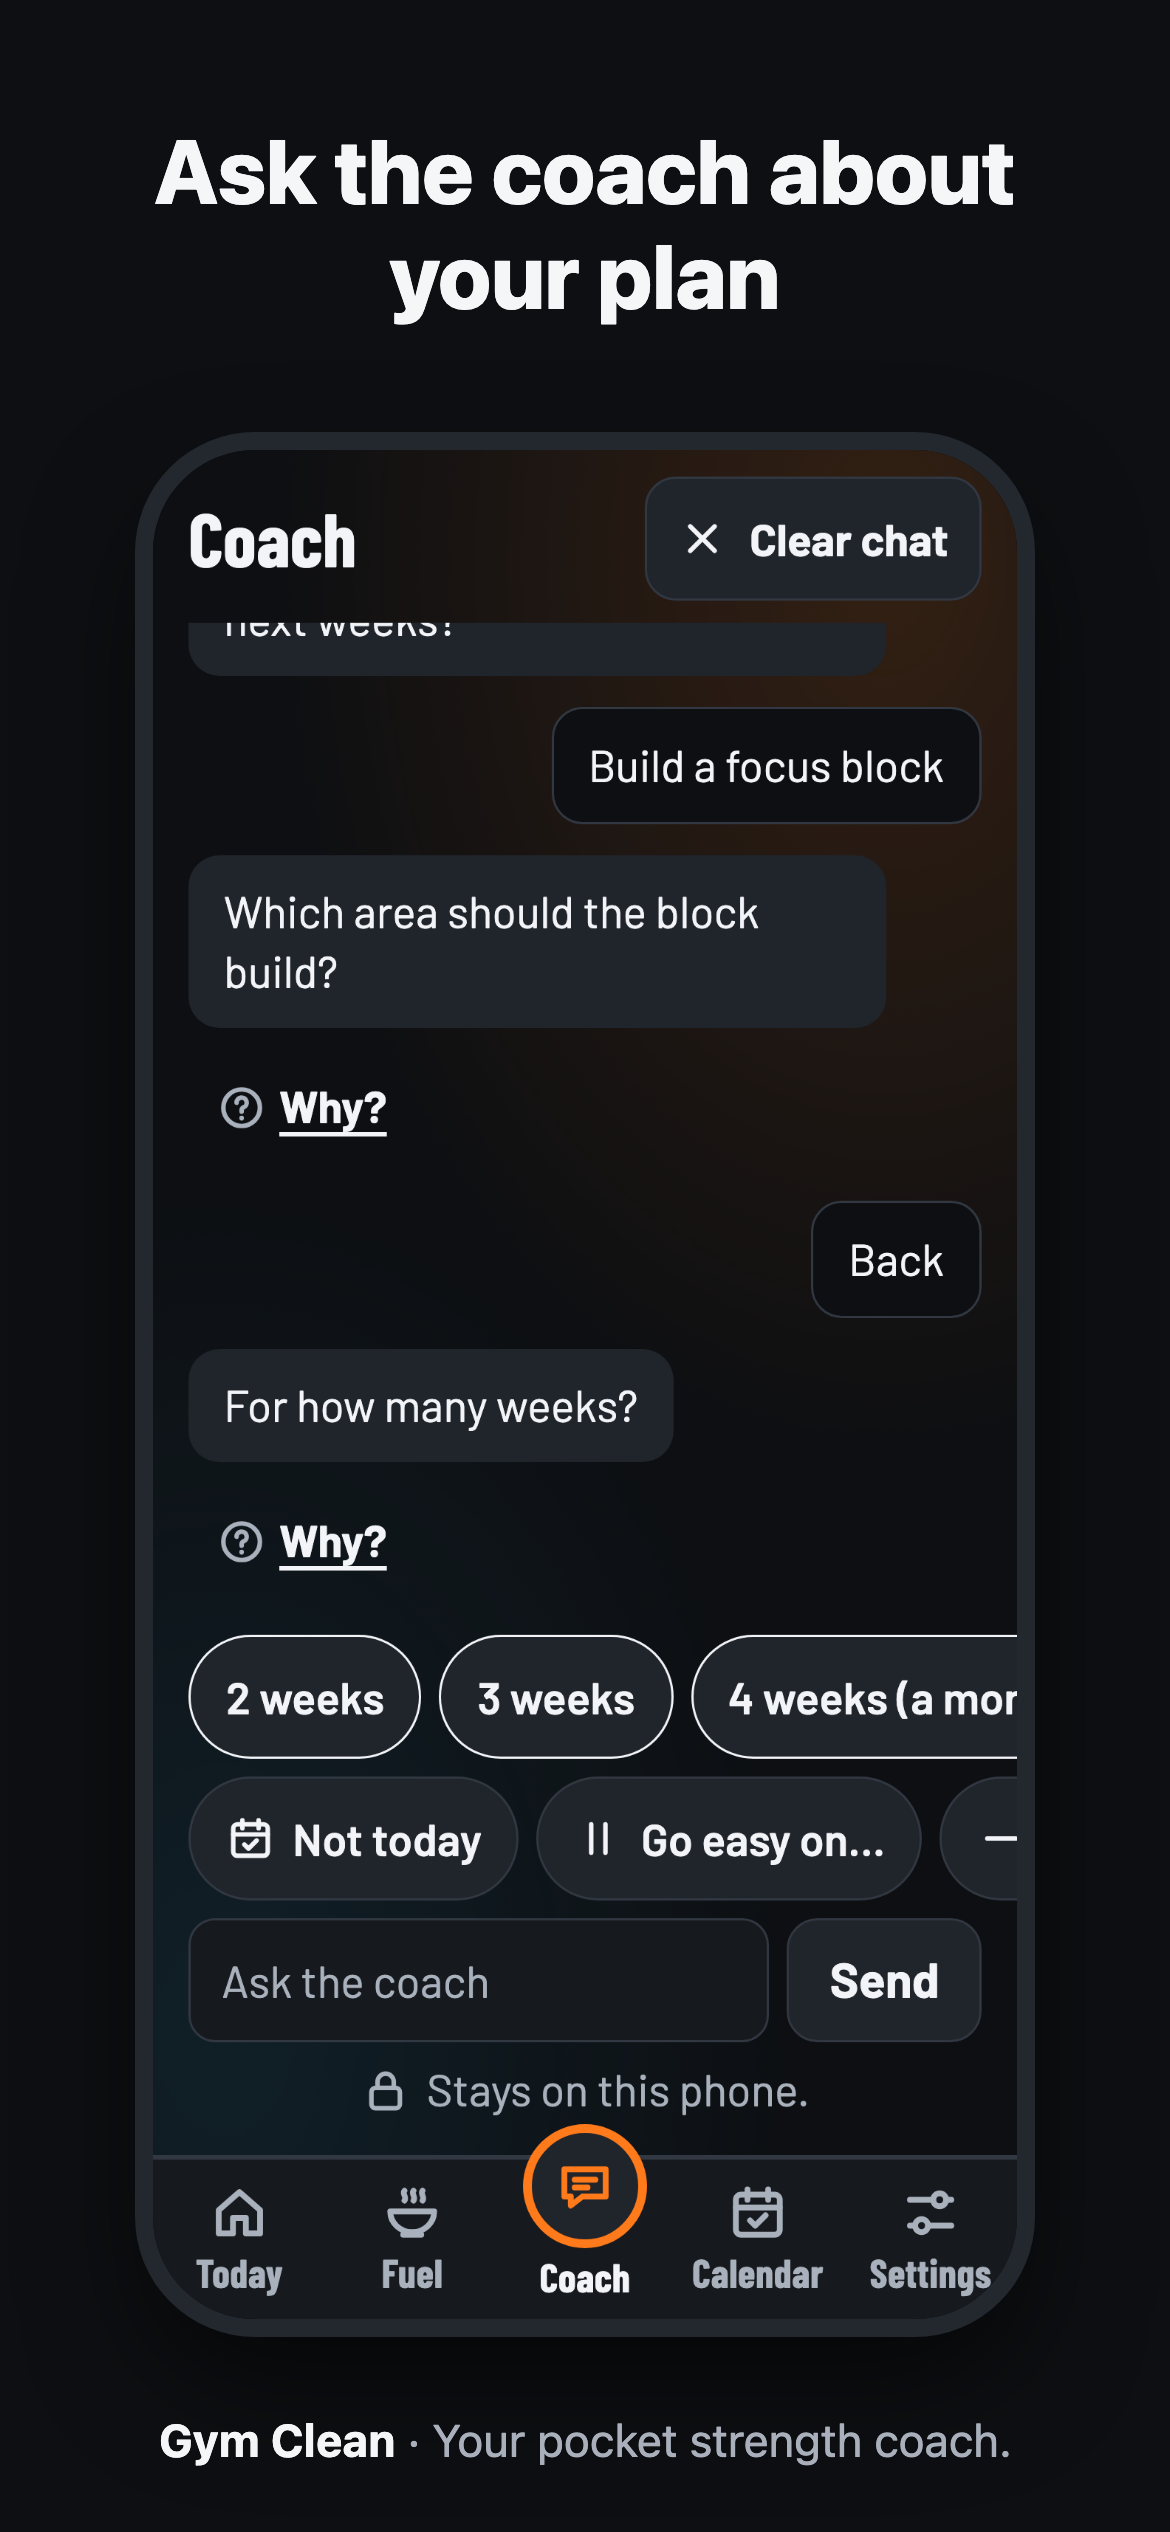 Ask the coach about
your plan
Coach
Clear chat
next weeks?
Build a focus block
Which area should the block
build?
Why?
Back
For how many weeks?
Why?
2 weeks
3 weeks
4 weeks (a mor
Not today
Go easy on...
Ask the coach
Send
Stays on this phone.
Today
Fuel
Coach
Calendar
Settings
Gym Clean · Your pocket strength coach.